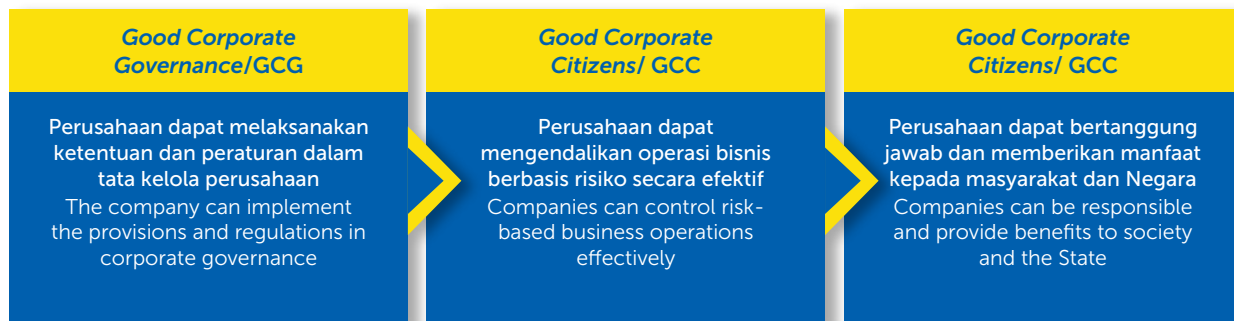 Good Corporate
Governance/GCG
Perusahaan dapat melaksanakan
ketentuan dan peraturan dalam
tata kelola perusahaan
The company can implement
the provisions and regulations in
corporate governance
Good Corporate
Citizens/ GCC
Perusahaan dapat
mengendalikan operasi bisnis
berbasis risiko secara efektif
Companies can control risk-
based business operations
effectively
Good Corporate
Citizens/ GCC
Perusahaan dapat bertanggung
jawab dan memberikan manfaat
kepada masyarakat dan Negara
Companies can be responsible
and provide benefits to society
and the State